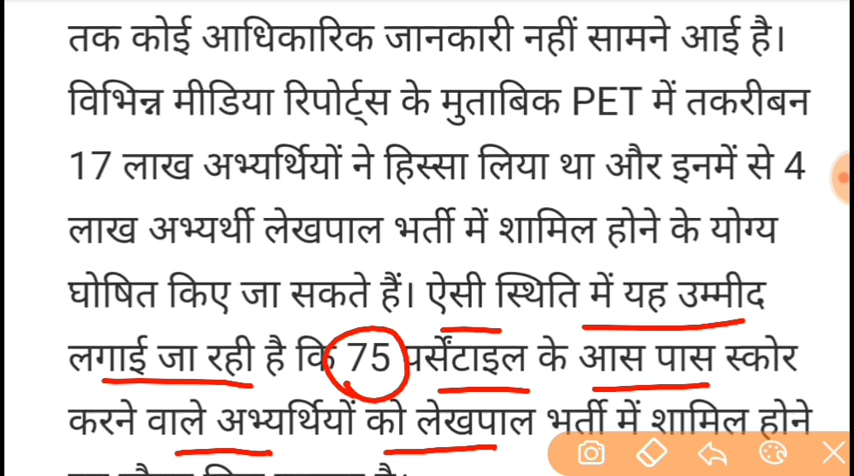 तक कोई आधिकारिक जानकारी नहीं सामने आई है।
विभिन्न मीडिया रिपोर्ट्स के मुताबिक PET में तकरीबन
17 लाख अभ्यर्थियों ने हिस्सा लिया था और इनमें से 4
लाख अभ्यर्थी लेखपाल भर्ती में शामिल होने के योग्य
घोषित किए जा सकते हैं। ऐसी स्थिति में यह उम्मीद
लगाई जा रही है कि 75 पर्सेंटाइल के आस पास स्कोर
करने वाले अभ्यर्थियों को लेखपाल भर्ती में शामिल होने